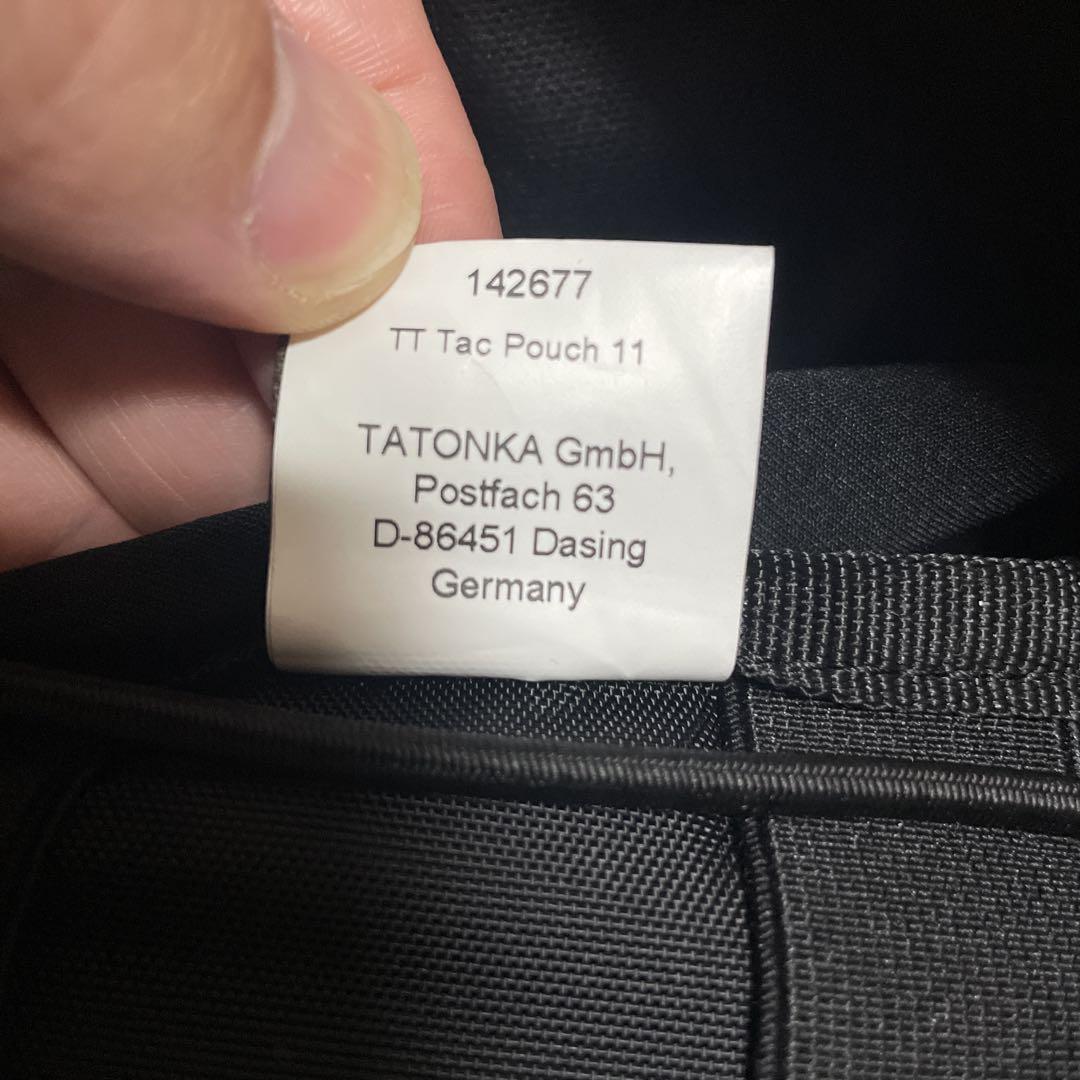 142677
TT Tac Pouch 11
TATONKA GmbH,
Postfach 63
D-86451 Dasing
Germany